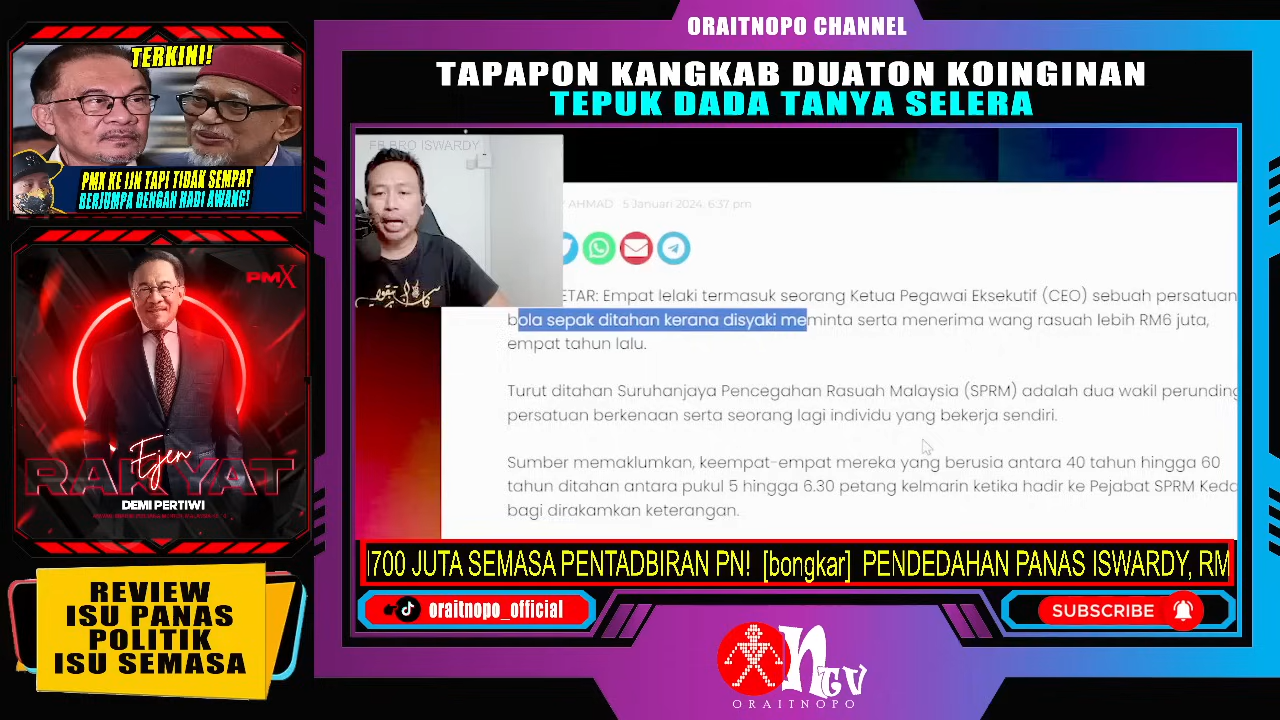 ORAITNOPO CHANNEL
TAPAPON KANGKAB DUATON KOINGINAN
TEPUK DADA TANYA SELERA
TERKINI!
PMX KE IJN TAPI TIDAK SEMPAT
BERJUMPA DENGAN HADI AWANG!
FB BRO ISWARDY
AHMAD 5 Januari 2024, 6:37 pm
ETAR: Empat lelaki termasuk seorang Ketua Pegawai Eksekutif (CEO) sebuah persatuan
bola sepak ditahan kerana disyaki meminta serta menerima wang rasuah lebih RM6 juta,
empat tahun lalu.
Turut ditahan Suruhanjaya Pencegahan Rasuah Malaysia (SPRM) adalah dua wakil perunding
persatuan berkenaan serta seorang lagi individu yang bekerja sendiri.
Sumber memaklumkan, keempat-empat mereka yang berusia antara 40 tahun hingga 60
tahun ditahan antara pukul 5 hingga 6.30 petang kelmarin ketika hadir ke Pejabat SPRM Keda
bagi dirakamkan keterangan.
PMX
Ejen
RAKYAT
DEMI PERTIWI
1700 JUTA SEMASA PENTADBIRAN PN! [bongkar] PENDEDAHAN PANAS ISWARDY, RM
REVIEW
ISU PANAS
POLITIK
ISU SEMASA
oraitnopo_official
SUBSCRIBE
nTV
ORAITNOPO